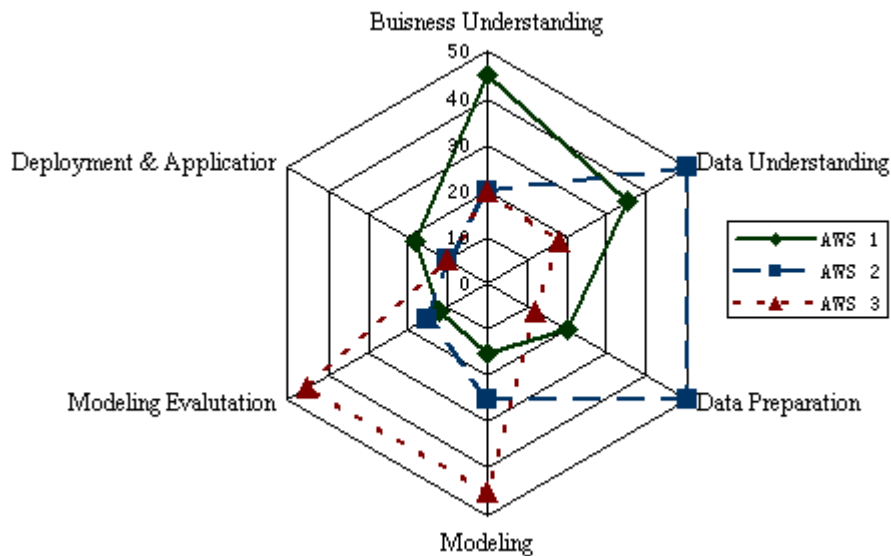 Buisness Understanding
50
40
30
20
10
0
Deployment & Applicatior
Data Understanding
AWS 1
AWS 2
AWS 3
Modeling Evalutation
Data Preparation
Modeling